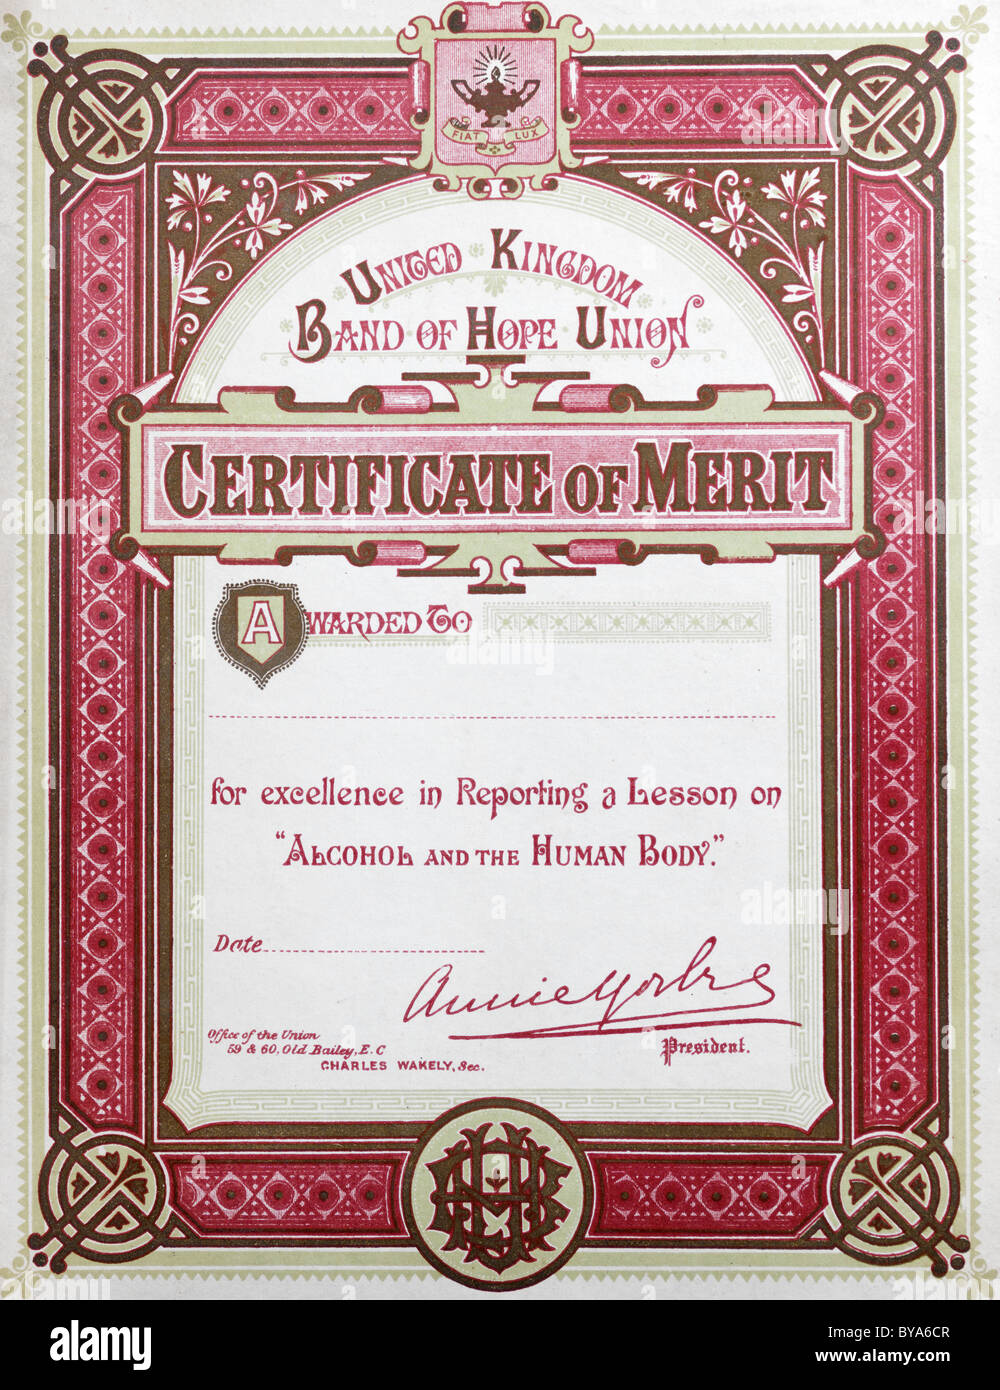 FIAT LUX
UNITED KINGDOM
BAND OF HOPE UNION
CERTIFICATE OF MERIT
AWARDED TO
for excellence in Reporting a Lesson on
"ALCOHOL AND THE HUMAN BODY."
Date
Office of the Union
59 & 60, Old Bailey, E.C
CHARLES WAKELY, Sec.
President.
alamy
Image ID: BYA6CR
www.alamy.com